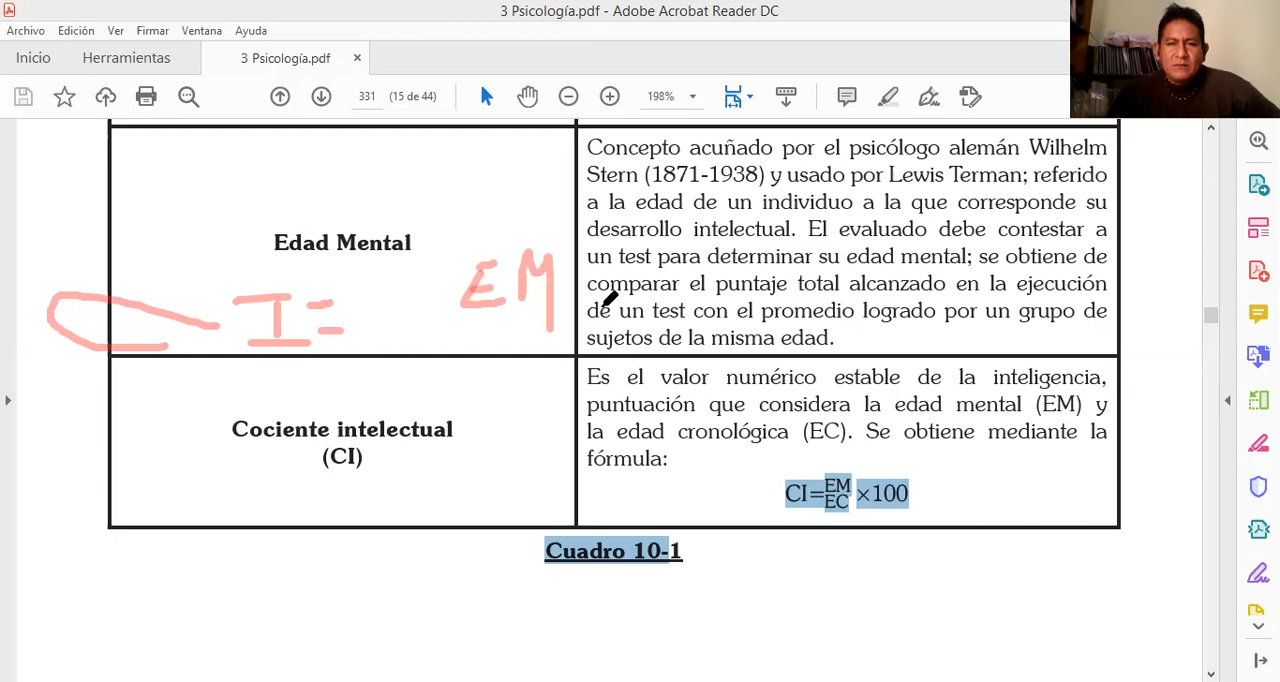 3 Psicología.pdf - Adobe Acrobat Reader DC
Archivo Edición Ver Firmar Ventana Ayuda
Inicio Herramientas 3 Psicología.pdf ×
331 (15 de 44) 198%
Edad Mental
Concepto acuñado por el psicólogo alemán Wilhelm
Stern (1871-1938) y usado por Lewis Terman; referido
a la edad de un individuo a la que corresponde su
desarrollo intelectual. El evaluado debe contestar a
un test para determinar su edad mental; se obtiene de
comparar el puntaje total alcanzado en la ejecución
de un test con el promedio logrado por un grupo de
sujetos de la misma edad.
CI= EM
Cociente intelectual
(CI)
Es el valor numérico estable de la inteligencia,
puntuación que considera la edad mental (EM) y
la edad cronológica (EC). Se obtiene mediante la
fórmula:
CI=EM/EC ×100
Cuadro 10-1